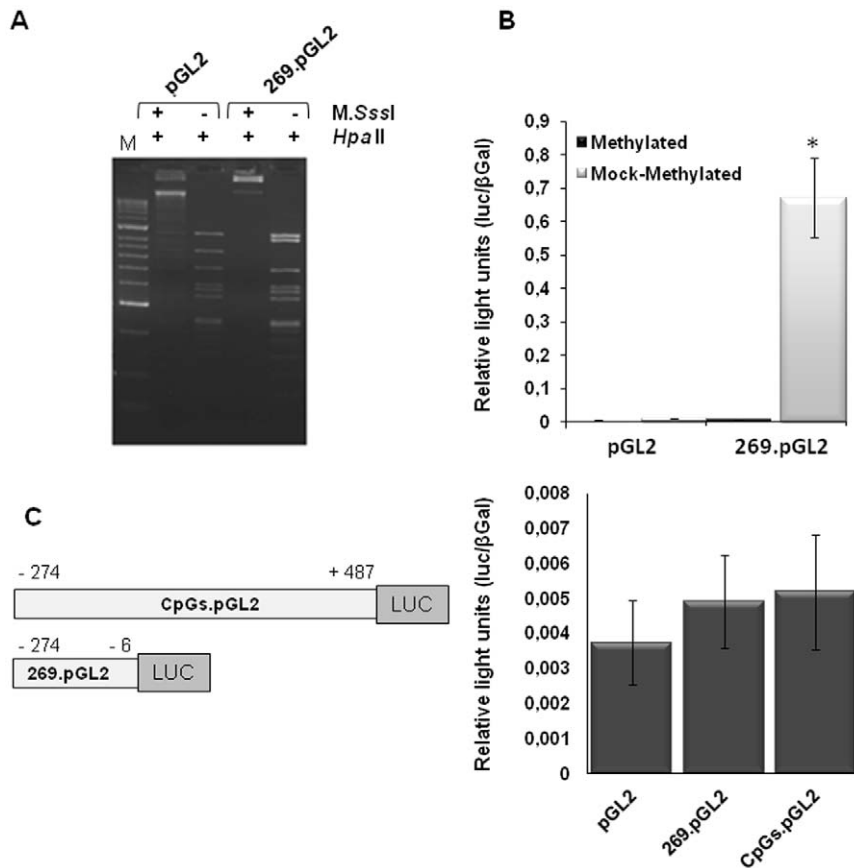 A
pGL2
269.pGL2
+ - + - M.SssI
M + + + + HpaII
B
Relative light units (luc/βGal)
0,9
0,8
0,7
0,6
0,5
0,4
0,3
0,2
0,1
0
Methylated
Mock-Methylated
*
pGL2 269.pGL2
C
- 274 + 487
CpGs.pGL2 LUC
- 274 - 6
269.pGL2 LUC
Relative light units (luc/βGal)
0,008
0,007
0,006
0,005
0,004
0,003
0,002
0,001
0
pGL2
269.pGL2
CpGs.pGL2